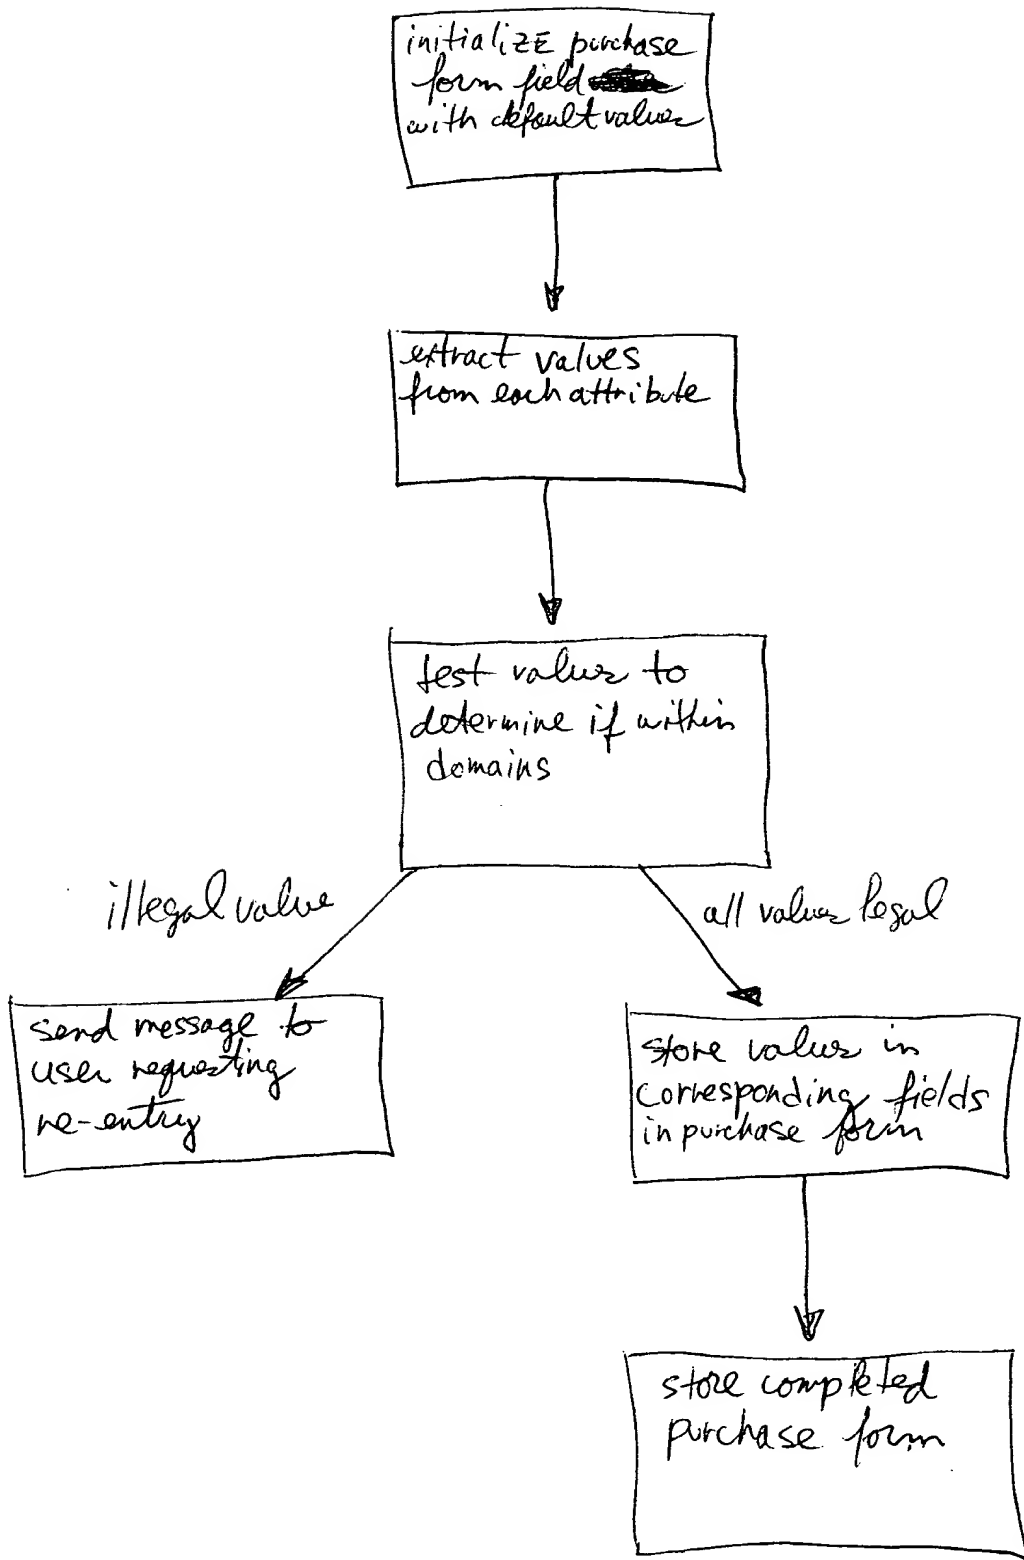 initialize purchase
form field
with default values
extract values
from each attribute
test values to
determine if within
domains
illegal value
all values legal
send message to
user requesting
re-entry
store values in
corresponding fields
in purchase form
store completed
purchase form